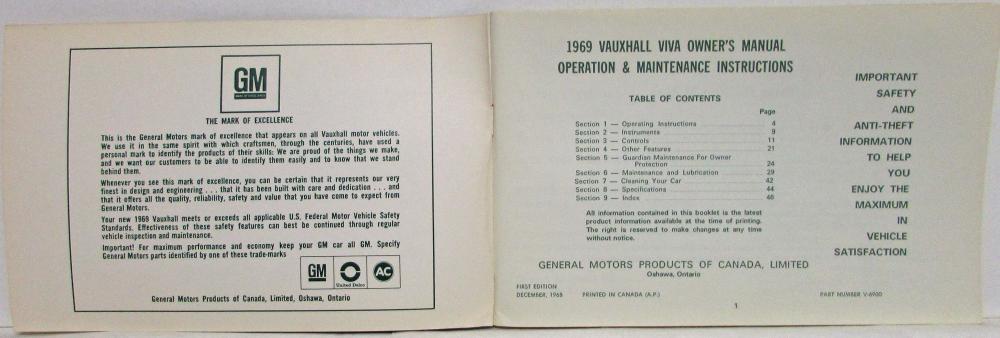 GM
MARK OF EXCELLENCE
THE MARK OF EXCELLENCE
This is the General Motors mark of excellence that appears on all Vauxhall motor vehicles.
We use it in the same spirit with which craftsmen, through the centuries, have used a
personal mark to identify the products of their skills: We are proud of the things we make,
and we want our customers to be able to identify them easily and to know that we stand
behind them.
Whenever you see this mark of excellence, you can be certain that it represents our very
finest in design and engineering . . . that it has been built with care and dedication . . . and
that it offers all the quality, reliability, safety and value that you have come to expect from
General Motors.
Your new 1969 Vauxhall meets or exceeds all applicable U.S. Federal Motor Vehicle Safety
Standards. Effectiveness of these safety features can best be continued through regular
vehicle inspection and maintenance.
Important! For maximum performance and economy keep your GM car all GM. Specify
General Motors parts identified by one of these trade-marks
GM
United Delco
AC
General Motors Products of Canada, Limited, Oshawa, Ontario
1969 VAUXHALL VIVA OWNER'S MANUAL
OPERATION & MAINTENANCE INSTRUCTIONS
TABLE OF CONTENTS
Page
Section 1 — Operating Instructions 4
Section 2 — Instruments 9
Section 3 — Controls 11
Section 4 — Other Features 21
Section 5 — Guardian Maintenance For Owner
Protection 24
Section 6 — Maintenance and Lubrication 29
Section 7 — Cleaning Your Car 42
Section 8 — Specifications 44
Section 9 — Index 46
All information contained in this booklet is the latest
product information available at the time of printing.
The right is reserved to make changes at any time
without notice.
GENERAL MOTORS PRODUCTS OF CANADA, LIMITED
Oshawa, Ontario
FIRST EDITION
DECEMBER, 1968 PRINTED IN CANADA (A.P.) PART NUMBER V-6900
1
IMPORTANT
SAFETY
AND
ANTI-THEFT
INFORMATION
TO HELP
YOU
ENJOY THE
MAXIMUM
IN
VEHICLE
SATISFACTION